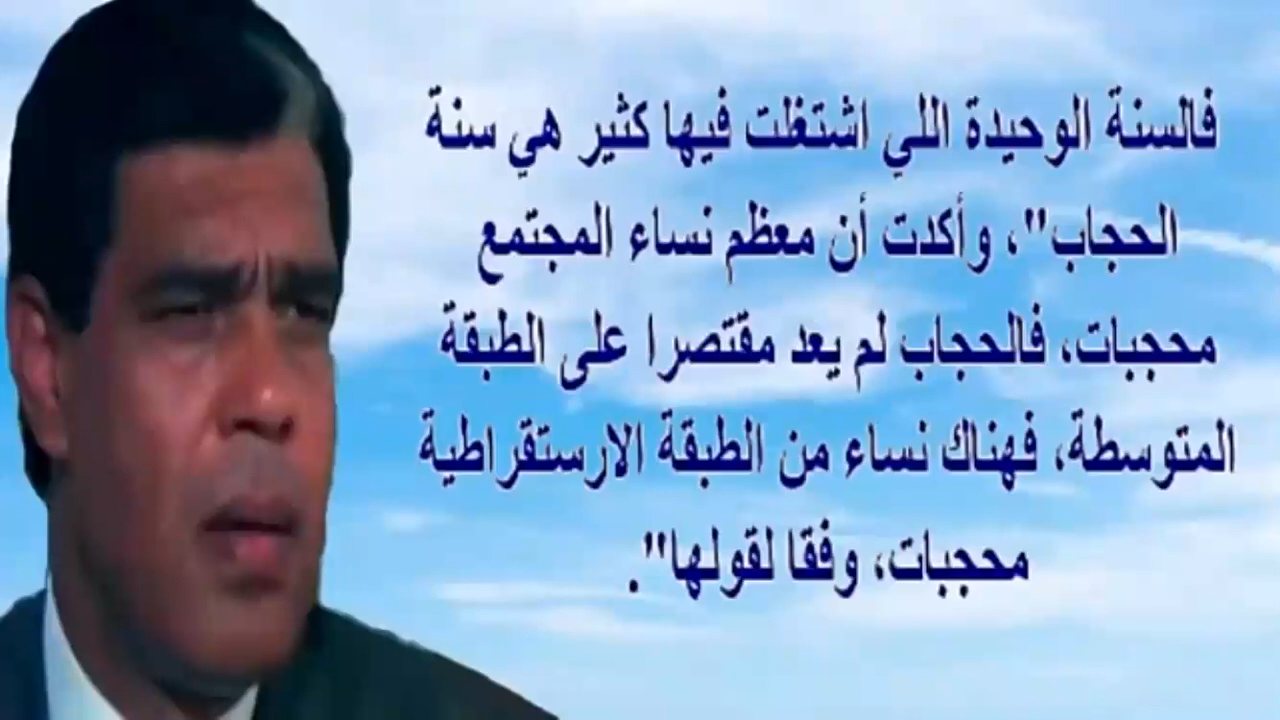 فالسنة الوحيدة اللي اشتغلت فيها كثير هي سنة
الحجاب"، وأكدت أن معظم نساء المجتمع
محجبات، فالحجاب لم يعد مقتصرا على الطبقة
المتوسطة، فهناك نساء من الطبقة الارستقراطية
محجبات، وفقا لقولها".